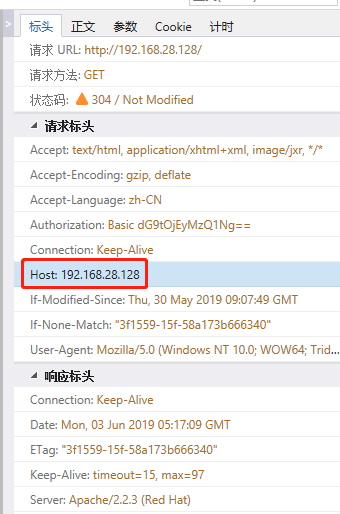 标头 正文 参数 Cookie 计时
请求 URL: http://192.168.28.128/
请求方法: GET
状态码: 304 / Not Modified
请求标头
Accept: text/html, application/xhtml+xml, image/jxr, */*
Accept-Encoding: gzip, deflate
Accept-Language: zh-CN
Authorization: Basic dG9tOjEyMzQ1Ng==
Connection: Keep-Alive
Host: 192.168.28.128
If-Modified-Since: Thu, 30 May 2019 09:07:49 GMT
If-None-Match: "3f1559-15f-58a173b666340"
User-Agent: Mozilla/5.0 (Windows NT 10.0; WOW64; Trid...
响应标头
Connection: Keep-Alive
Date: Mon, 03 Jun 2019 05:17:09 GMT
ETag: "3f1559-15f-58a173b666340"
Keep-Alive: timeout=15, max=97
Server: Apache/2.2.3 (Red Hat)